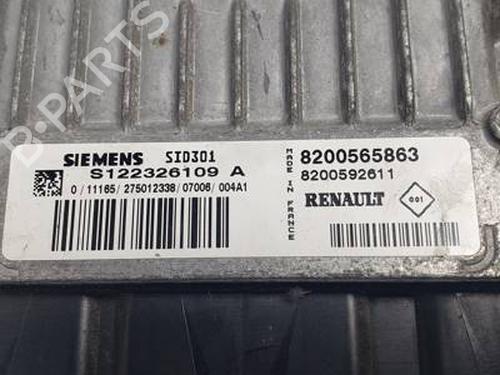 B-PARTS
SIEMENS SID301
S122326109 A
0 / 11165 / 275012338 / 07006 / 004A1
MADE IN FRANCE
8200565863
8200592611
RENAULT
001